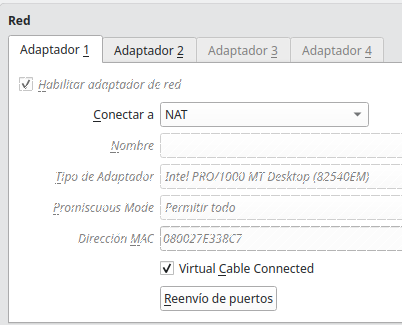 Red
Adaptador 1 Adaptador 2 Adaptador 3 Adaptador 4
Habilitar adaptador de red
Conectar a NAT
Nombre
Tipo de Adaptador Intel PRO/1000 MT Desktop (82540EM)
Promiscuous Mode Permitir todo
Dirección MAC 080027E338C7
Virtual Cable Connected
Reenvío de puertos